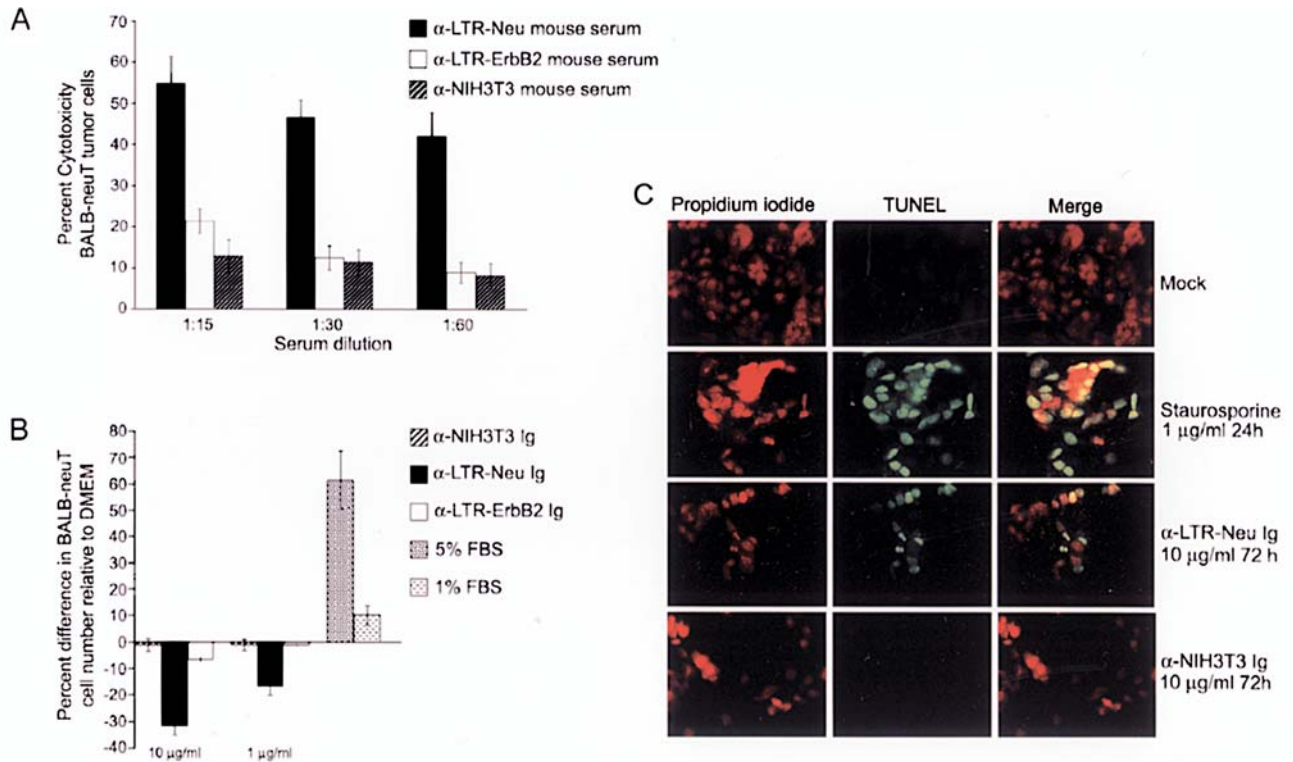 A
Percent Cytotoxicity
BALB-neuT tumor cells
70
60
50
40
30
20
10
0
1:15
1:30
1:60
Serum dilution
α-LTR-Neu mouse serum
α-LTR-ErbB2 mouse serum
α-NIH3T3 mouse serum
B
Percent difference in BALB-neuT
cell number relative to DMEM
80
70
60
50
40
30
20
10
0
-10
-20
-30
-40
10 μg/ml
1 μg/ml
α-NIH3T3 Ig
α-LTR-Neu Ig
α-LTR-ErbB2 Ig
5% FBS
1% FBS
C
Propidium iodide
TUNEL
Merge
Mock
Staurosporine
1 μg/ml 24h
α-LTR-Neu Ig
10 μg/ml 72 h
α-NIH3T3 Ig
10 μg/ml 72h